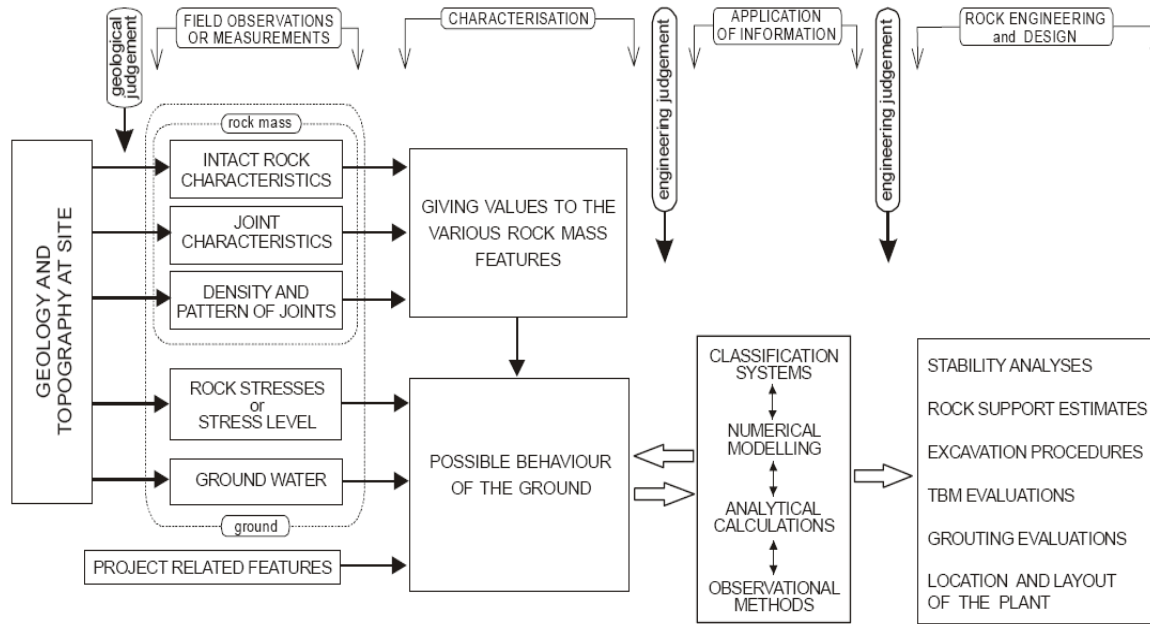 FIELD OBSERVATIONS
OR MEASUREMENTS
CHARACTERISATION
APPLICATION
OF INFORMATION
ROCK ENGINEERING
and DESIGN
geological
judgement
engineering judgement
engineering judgement
rock mass
GEOLOGY AND
TOPOGRAPHY AT SITE
INTACT ROCK
CHARACTERISTICS
JOINT
CHARACTERISTICS
DENSITY AND
PATTERN OF JOINTS
ROCK STRESSES
or
STRESS LEVEL
GROUND WATER
ground
PROJECT RELATED FEATURES
GIVING VALUES TO THE
VARIOUS ROCK MASS
FEATURES
POSSIBLE BEHAVIOUR
OF THE GROUND
CLASSIFICATION
SYSTEMS
NUMERICAL
MODELLING
ANALYTICAL
CALCULATIONS
OBSERVATIONAL
METHODS
STABILITY ANALYSES
ROCK SUPPORT ESTIMATES
EXCAVATION PROCEDURES
TBM EVALUATIONS
GROUTING EVALUATIONS
LOCATION AND LAYOUT
OF THE PLANT